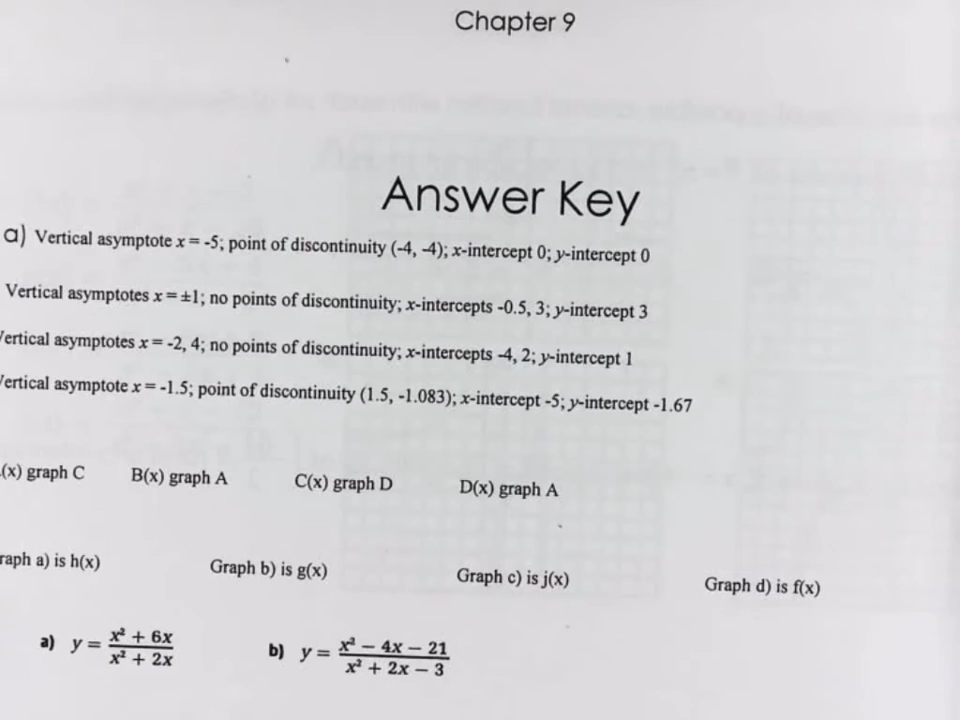 Chapter 9
Answer Key
a) Vertical asymptote x = -5; point of discontinuity (-4, -4); x-intercept 0; y-intercept 0
Vertical asymptotes x = ±1; no points of discontinuity; x-intercepts -0.5, 3; y-intercept 3
Vertical asymptotes x = -2, 4; no points of discontinuity; x-intercepts -4, 2; y-intercept 1
Vertical asymptote x = -1.5; point of discontinuity (1.5, -1.083); x-intercept -5; y-intercept -1.67
(x) graph C B(x) graph A C(x) graph D D(x) graph A
raph a) is h(x) Graph b) is g(x) Graph c) is j(x) Graph d) is f(x)
a) y = x² + 6x / x² + 2x b) y = x² – 4x – 21 / x² + 2x – 3